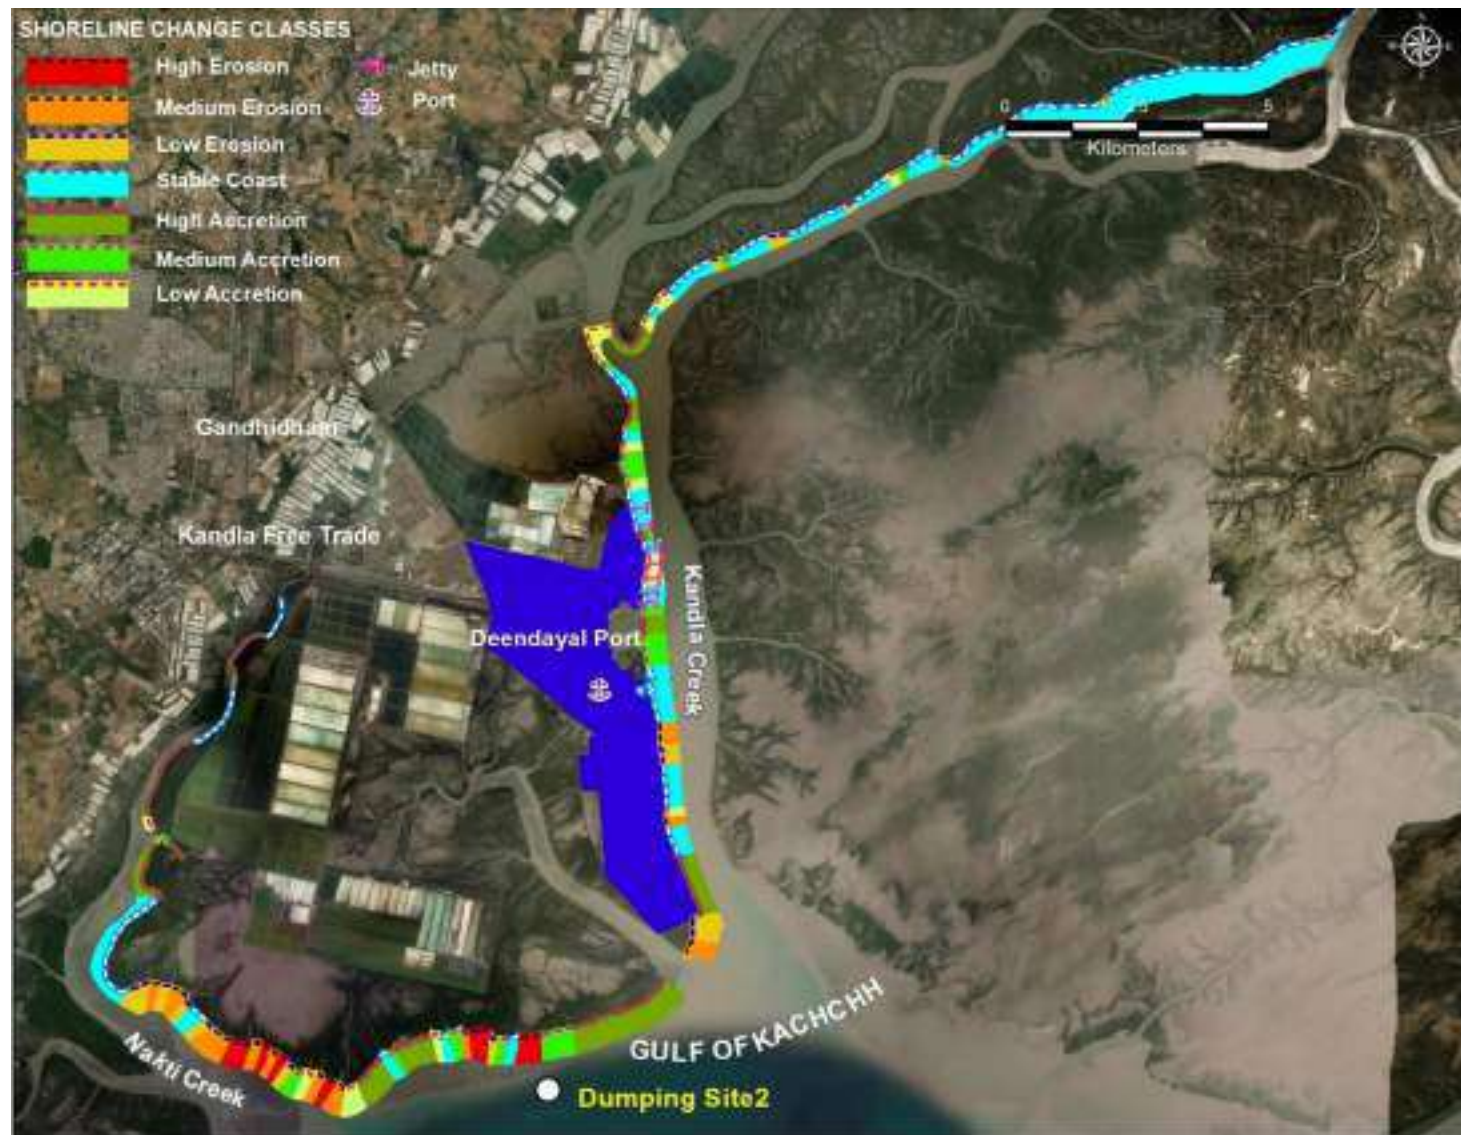 SHORELINE CHANGE CLASSES
High Erosion
Jetty
Medium Erosion
Port
Low Erosion
Stable Coast
High Accretion
Medium Accretion
Low Accretion
0 5
Kilometers
Gandhidham
Kandla Free Trade
Deendayal Port
Kandla Creek
Nakti Creek
GULF OF KACHCHH
Dumping Site2